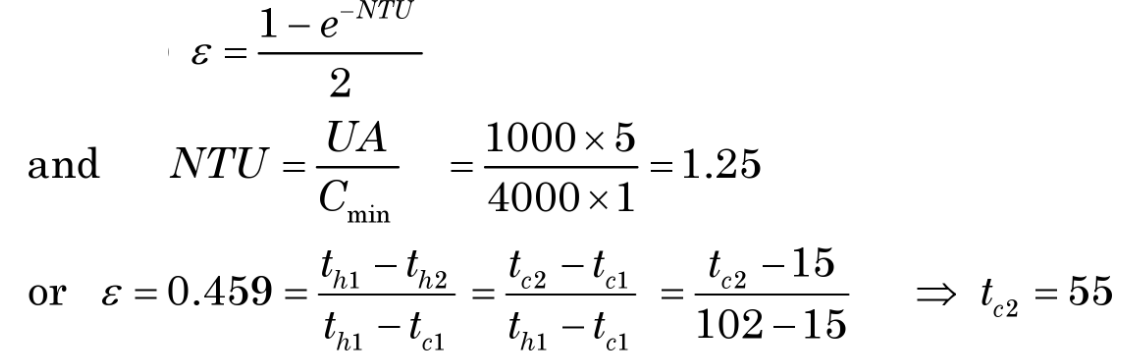 ε = (1 − e^−NTU) / 2
and NTU = UA / C_min = (1000 × 5) / (4000 × 1) = 1.25
or ε = 0.459 = (t_h1 − t_h2) / (t_h1 − t_c1) = (t_c2 − t_c1) / (t_h1 − t_c1) = (t_c2 − 15) / (102 − 15) ⇒ t_c2 = 55